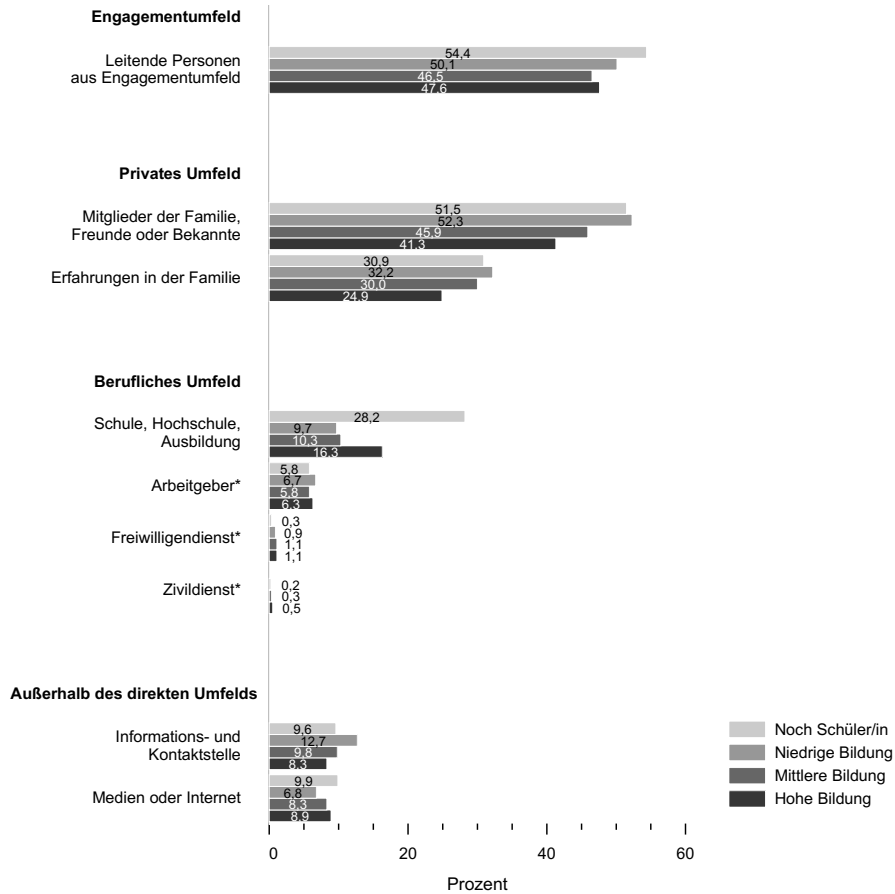 Engagementumfeld
Leitende Personen
aus Engagementumfeld
54,4
50,1
46,5
47,6
Privates Umfeld
Mitglieder der Familie,
Freunde oder Bekannte
51,5
52,3
45,9
41,3
Erfahrungen in der Familie
30,9
32,2
30,0
24,9
Berufliches Umfeld
Schule, Hochschule,
Ausbildung
28,2
9,7
10,3
16,3
Arbeitgeber*
5,8
6,7
5,8
6,3
Freiwilligendienst*
0,3
0,9
1,1
1,1
Zivildienst*
0,2
0,3
0,5
Außerhalb des direkten Umfelds
Informations- und
Kontaktstelle
9,6
12,7
9,8
8,3
Medien oder Internet
9,9
6,8
8,3
8,9
Noch Schüler/in
Niedrige Bildung
Mittlere Bildung
Hohe Bildung
0 20 40 60
Prozent